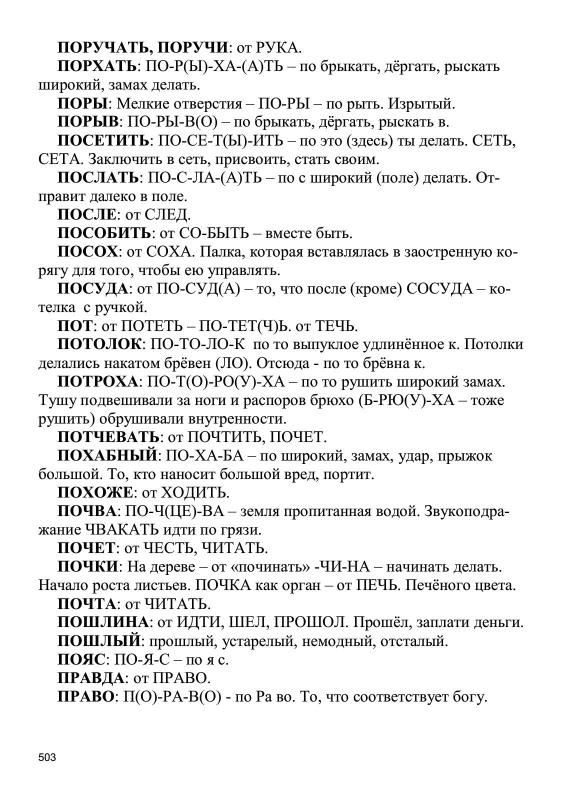 ПОРУЧАТЬ, ПОРУЧИ: от РУКА.
ПОРХАТЬ: ПО-Р(Ы)-ХА-(А)ТЬ – по брыкать, дёргать, рыскать
широкий, замах делать.
ПОРЫ: Мелкие отверстия – ПО-РЫ – по рыть. Изрытый.
ПОРЫВ: ПО-РЫ-В(О) – по брыкать, дёргать, рыскать в.
ПОСЕТИТЬ: ПО-СЕ-Т(Ы)-ИТЬ – по это (здесь) ты делать. СЕТЬ,
СЕТА. Заключить в сеть, присвоить, стать своим.
ПОСЛАТЬ: ПО-С-ЛА-(А)ТЬ – по с широкий (поле) делать. От-
правит далеко в поле.
ПОСЛЕ: от СЛЕД.
ПОСОБИТЬ: от СО-БЫТЬ – вместе быть.
ПОСОХ: от СОХА. Палка, которая вставлялась в заостренную ко-
рягу для того, чтобы ею управлять.
ПОСУДА: от ПО-СУД(А) – то, что после (кроме) СОСУДА – ко-
телка с ручкой.
ПОТ: от ПОТЕТЬ – ПО-ТЕТ(Ч)Ь. от ТЕЧЬ.
ПОТОЛОК: ПО-ТО-ЛО-К по то выпуклое удлинённое к. Потолки
делались накатом брёвен (ЛО). Отсюда - по то брёвна к.
ПОТРОХА: ПО-Т(О)-РО(У)-ХА – по то рушить широкий замах.
Тушу подвешивали за ноги и распоров брюхо (Б-РЮ(У)-ХА – тоже
рушить) обрушивали внутренности.
ПОТЧЕВАТЬ: от ПОЧТИТЬ, ПОЧЕТ.
ПОХАБНЫЙ: ПО-ХА-БА – по широкий, замах, удар, прыжок
большой. То, кто наносит большой вред, портит.
ПОХОЖЕ: от ХОДИТЬ.
ПОЧВА: ПО-Ч(ЦЕ)-ВА – земля пропитанная водой. Звукоподра-
жание ЧВАКАТЬ идти по грязи.
ПОЧЕТ: от ЧЕСТЬ, ЧИТАТЬ.
ПОЧКИ: На дереве – от «починать» -ЧИ-НА – начинать делать.
Начало роста листьев. ПОЧКА как орган – от ПЕЧЬ. Печёного цвета.
ПОЧТА: от ЧИТАТЬ.
ПОШЛИНА: от ИДТИ, ШЕЛ, ПРОШОЛ. Прошёл, заплати деньги.
ПОШЛЫЙ: прошлый, устарелый, немодный, отсталый.
ПОЯС: ПО-Я-С – по я с.
ПРАВДА: от ПРАВО.
ПРАВО: П(О)-РА-В(О) - по Ра во. То, что соответствует богу.
503